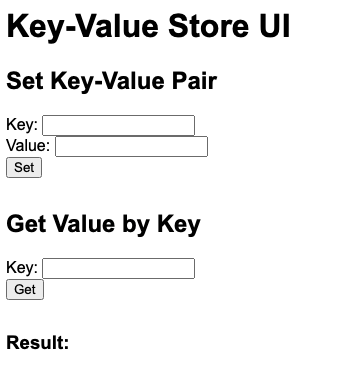 Key-Value Store UI
Set Key-Value Pair
Key:
Value:
Set
Get Value by Key
Key:
Get
Result: